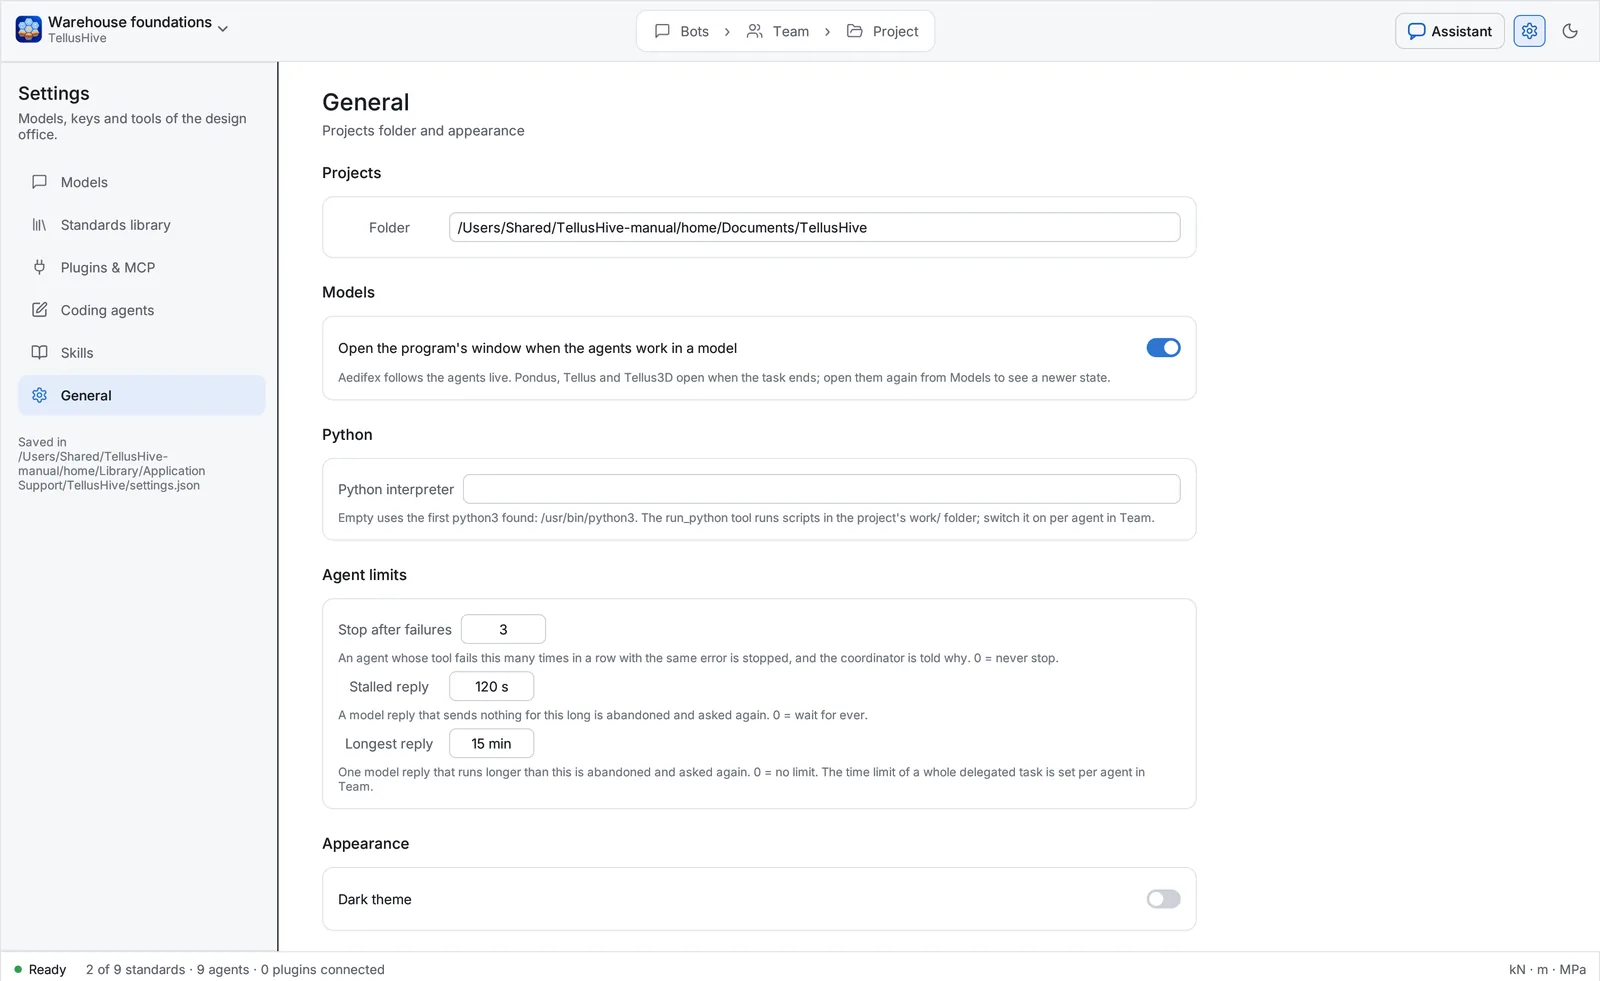 Warehouse foundations
TellusHive
Bots
Team
Project
Assistant
Settings
Models, keys and tools of the design
office.
Models
Standards library
Plugins & MCP
Coding agents
Skills
General
Saved in
/Users/Shared/TellusHive-
manual/home/Library/Application
Support/TellusHive/settings.json
General
Projects folder and appearance
Projects
Folder
/Users/Shared/TellusHive-manual/home/Documents/TellusHive
Models
Open the program's window when the agents work in a model
Aedifex follows the agents live. Pondus, Tellus and Tellus3D open when the task ends; open them again from Models to see a newer state.
Python
Python interpreter
Empty uses the first python3 found: /usr/bin/python3. The run_python tool runs scripts in the project's work/ folder; switch it on per agent in Team.
Agent limits
Stop after failures
3
An agent whose tool fails this many times in a row with the same error is stopped, and the coordinator is told why. 0 = never stop.
Stalled reply
120 s
A model reply that sends nothing for this long is abandoned and asked again. 0 = wait for ever.
Longest reply
15 min
One model reply that runs longer than this is abandoned and asked again. 0 = no limit. The time limit of a whole delegated task is set per agent in
Team.
Appearance
Dark theme
Ready
2 of 9 standards · 9 agents · 0 plugins connected
kN · m · MPa